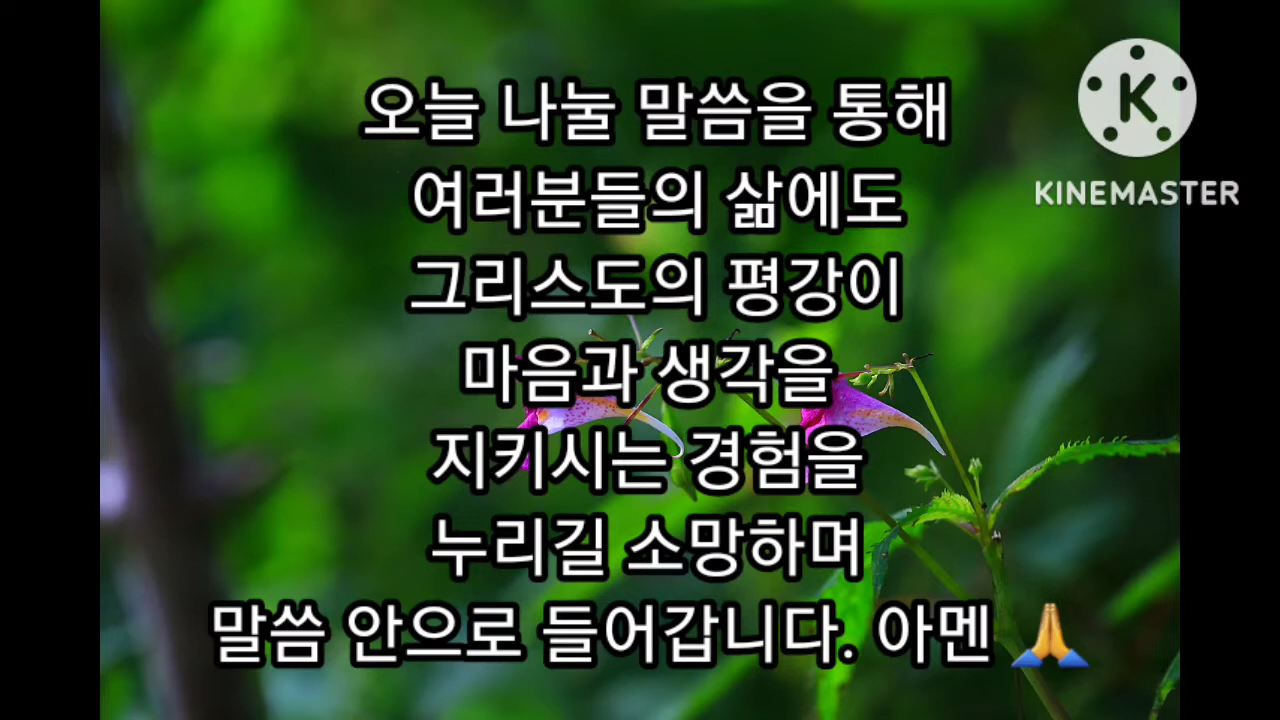 오늘 나눌 말씀을 통해
여러분들의 삶에도
그리스도의 평강이
마음과 생각을
지키시는 경험을
누리길 소망하며
말씀 안으로 들어갑니다. 아멘 🙏
K
KINEMASTER